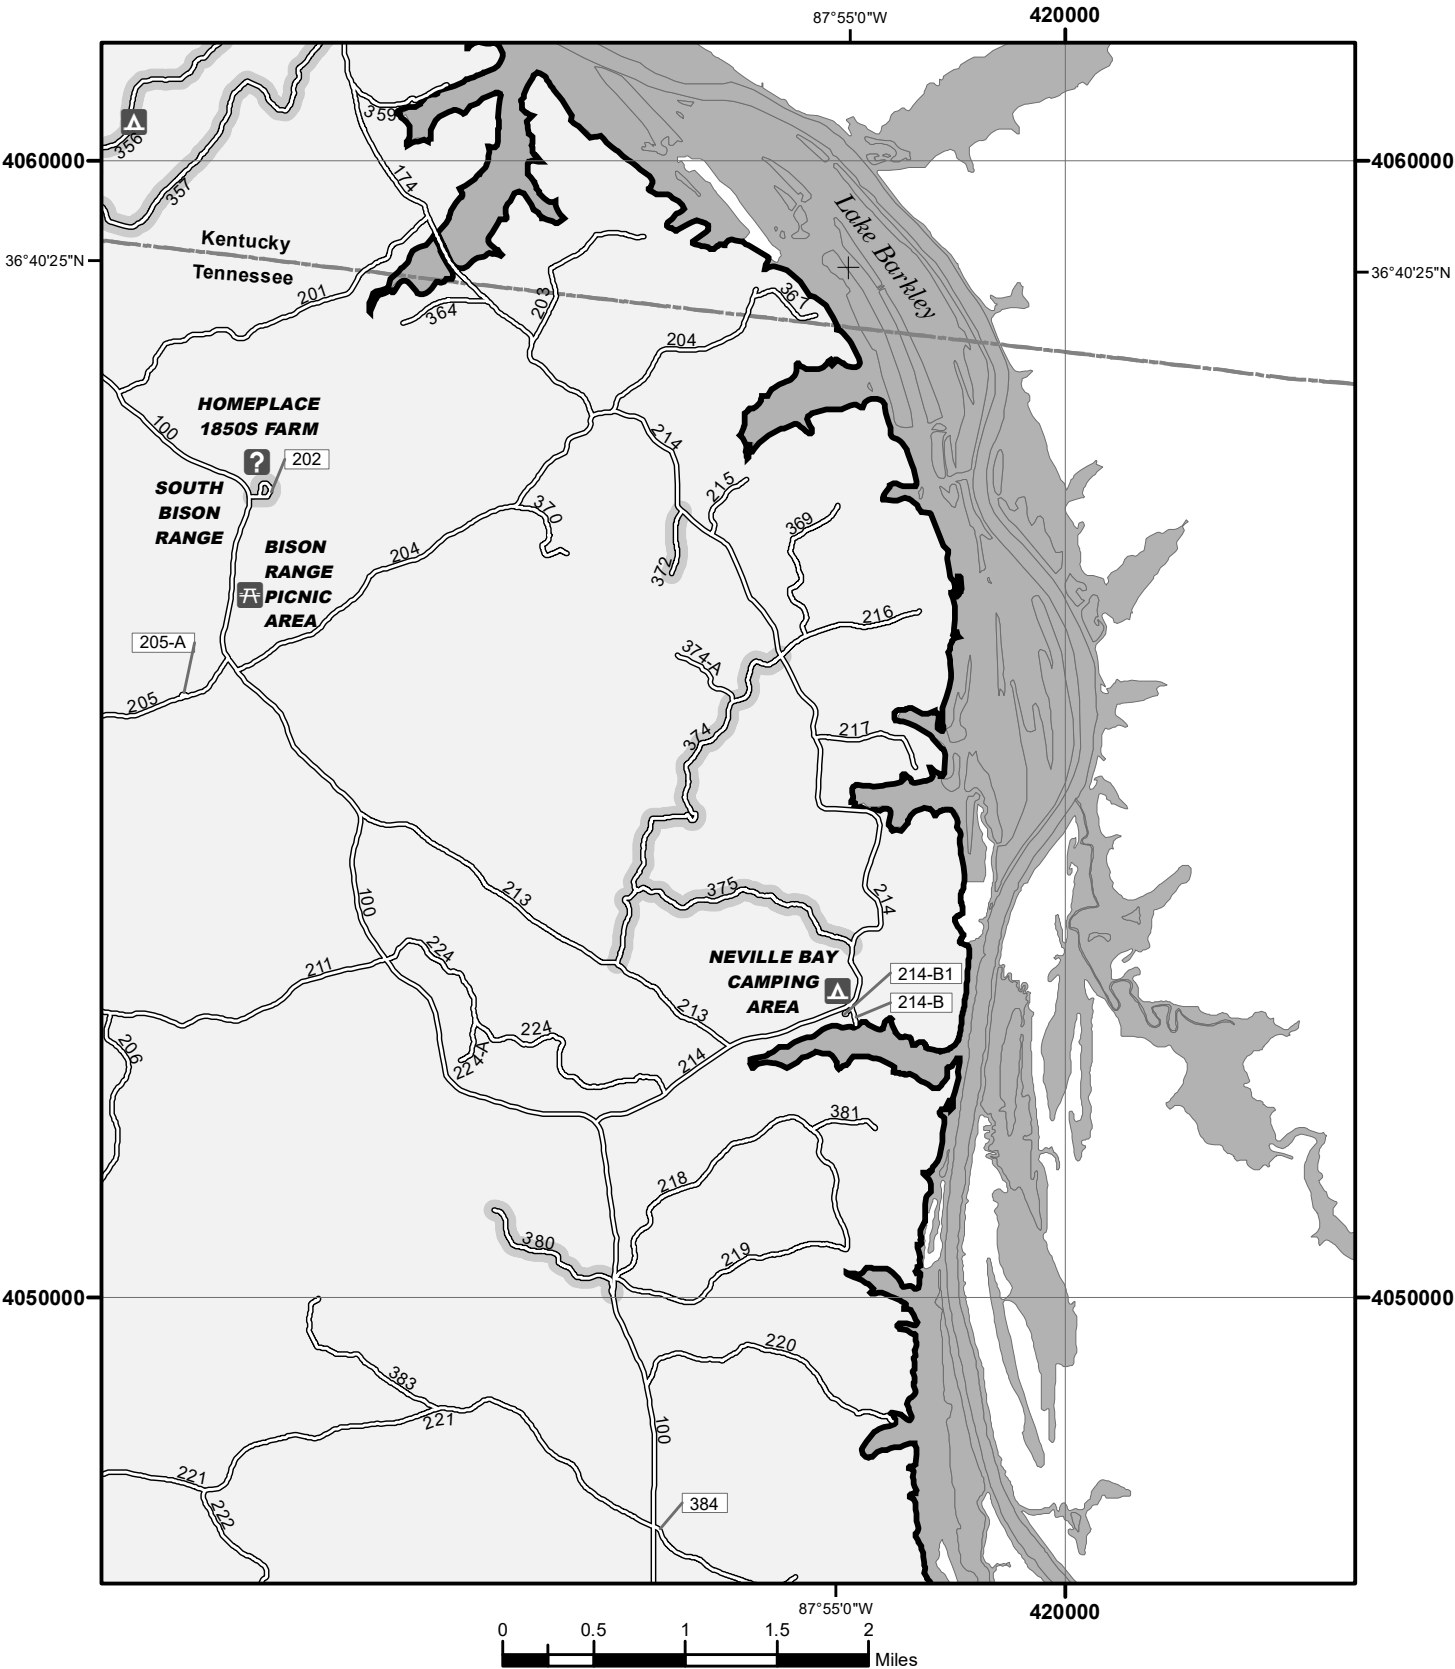 87°55'0"W
420000
359
356
4060000
4060000
174
357
Lake Barkley
Kentucky
36°40'25"N
36°40'25"N
Tennessee
201
203
367
364
204
HOMEPLACE
1850S FARM
100
214
202
SOUTH
BISON
RANGE
215
370
369
BISON
RANGE
PICNIC
AREA
204
372
216
205-A
374-A
205
374
217
375
213
100
214
224
NEVILLE BAY
CAMPING
AREA
211
214-B1
214-B
213
224
206
214
224-A
381
218
380
219
4050000
4050000
220
383
221
100
221
222
384
87°55'0"W
420000
0
0.5
1
1.5
2
Miles